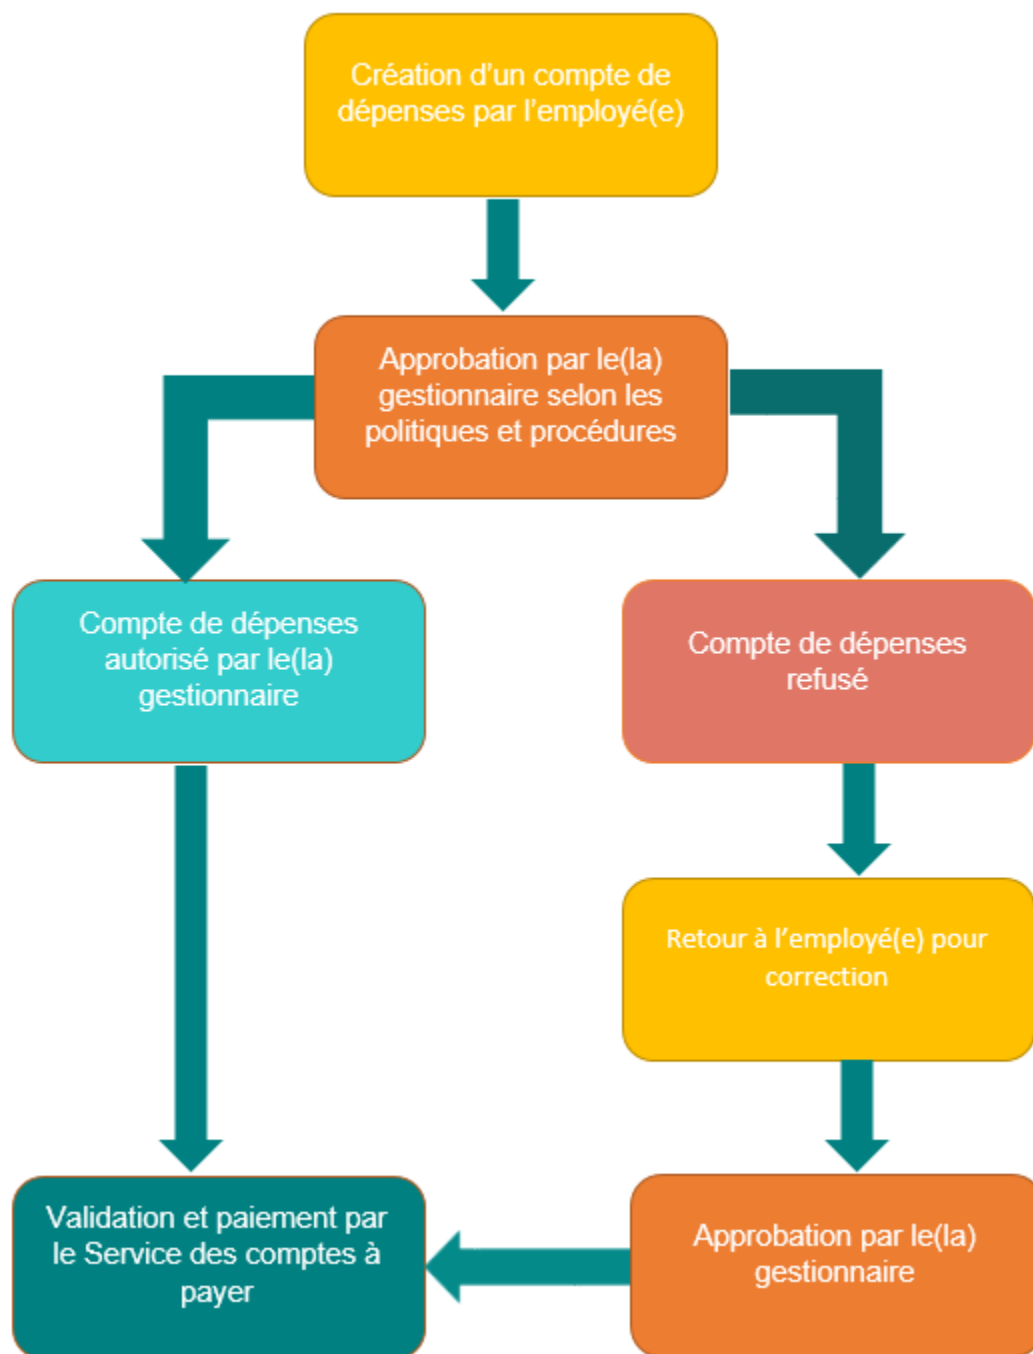 Création d’un compte de
dépenses par l’employé(e)
Approbation par le(la)
gestionnaire selon les
politiques et procédures
Compte de dépenses
autorisé par le(la)
gestionnaire
Compte de dépenses
refusé
Retour à l’employé(e) pour
correction
Validation et paiement par
le Service des comptes à
payer
Approbation par le(la)
gestionnaire